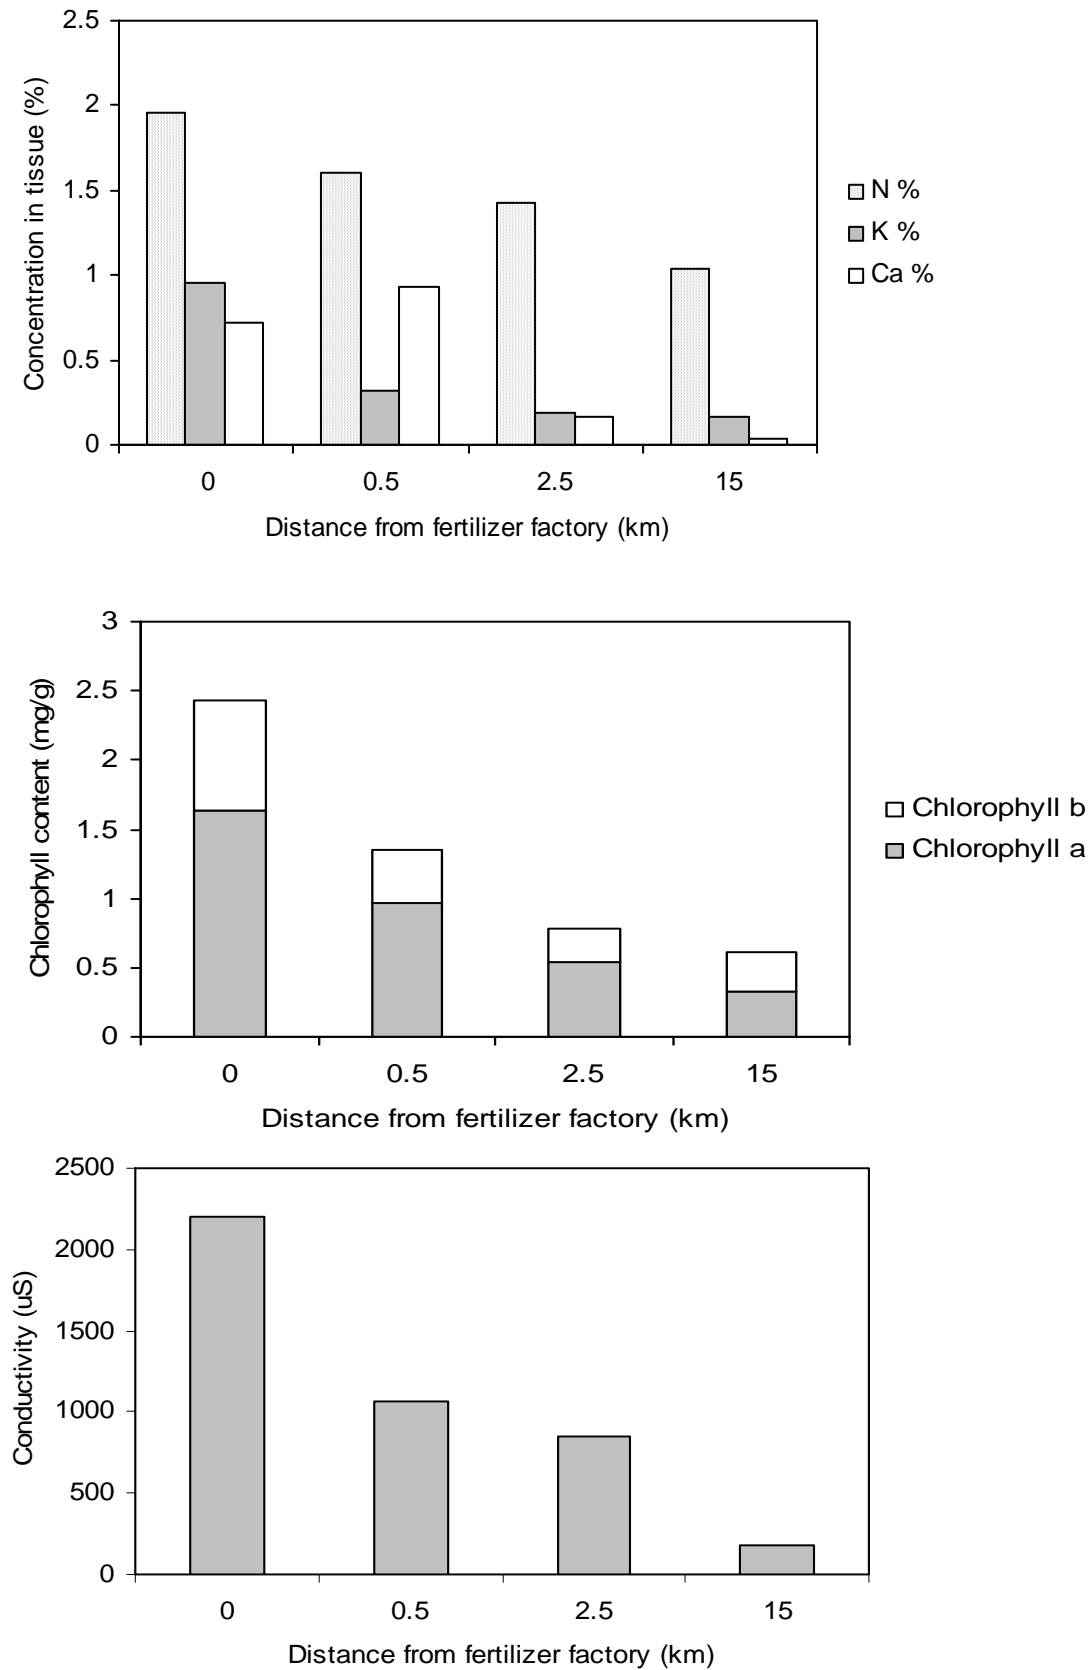 2.5
2
1.5
1
0.5
0
Concentration in tissue (%)
N %
K %
Ca %
0 0.5 2.5 15
Distance from fertilizer factory (km)
3
2.5
2
1.5
1
0.5
0
Chlorophyll content (mg/g)
Chlorophyll b
Chlorophyll a
0 0.5 2.5 15
Distance from fertilizer factory (km)
2500
2000
1500
1000
500
0
Conductivity (uS)
0 0.5 2.5 15
Distance from fertilizer factory (km)